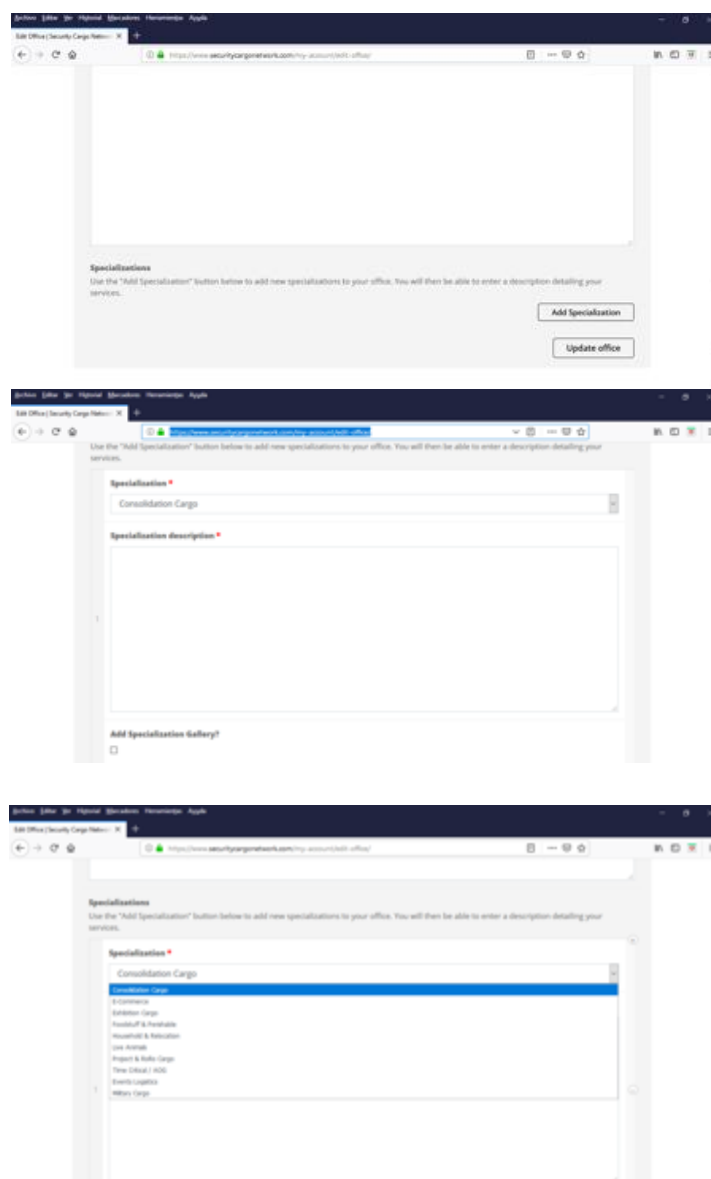 Archivo Editar Ver Historial Marcadores Herramientas Ayuda
Edit Office | Security Cargo Networ
https://www.securitycargonetwork.com/my-account/edit-office/
Specializations
Use the "Add Specialization" button below to add new specializations to your office. You will then be able to enter a description detailing your
services.
Add Specialization
Update office
Archivo Editar Ver Historial Marcadores Herramientas Ayuda
Edit Office | Security Cargo Networ
https://www.securitycargonetwork.com/my-account/edit-office/
Use the "Add Specialization" button below to add new specializations to your office. You will then be able to enter a description detailing your
services.
Specialization *
Consolidation Cargo
Specialization description *
Add Specialization Gallery?
Archivo Editar Ver Historial Marcadores Herramientas Ayuda
Edit Office | Security Cargo Networ
https://www.securitycargonetwork.com/my-account/edit-office/
Specializations
Use the "Add Specialization" button below to add new specializations to your office. You will then be able to enter a description detailing your
services.
Specialization *
Consolidation Cargo
Consolidation Cargo
E-Commerce
Exhibition Cargo
Foodstuff & Perishable
Household & Relocation
Live Animals
Project & RoRo Cargo
Time Critical / AOG
Events Logistics
Military Cargo